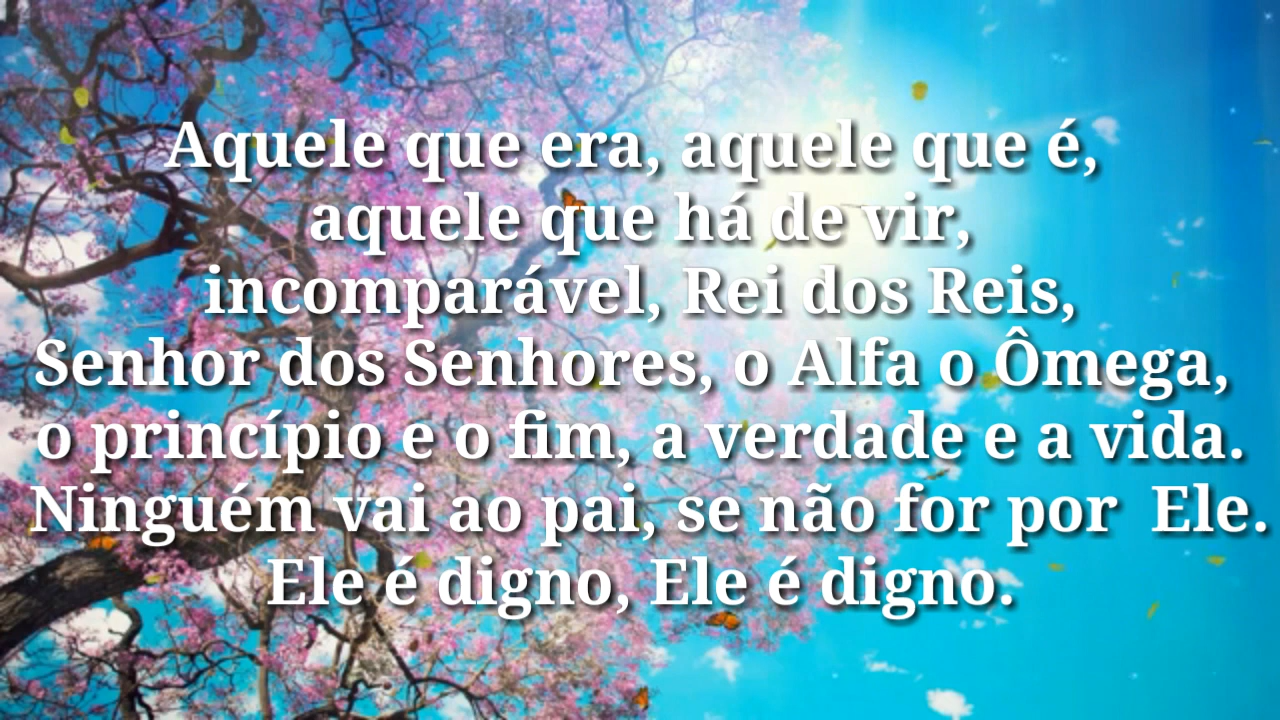 Aquele que era, aquele que é,
aquele que há de vir,
incomparável, Rei dos Reis,
Senhor dos Senhores, o Alfa o Ômega,
o princípio e o fim, a verdade e a vida.
Ninguém vai ao pai, se não for por  Ele.
Ele é digno, Ele é digno.